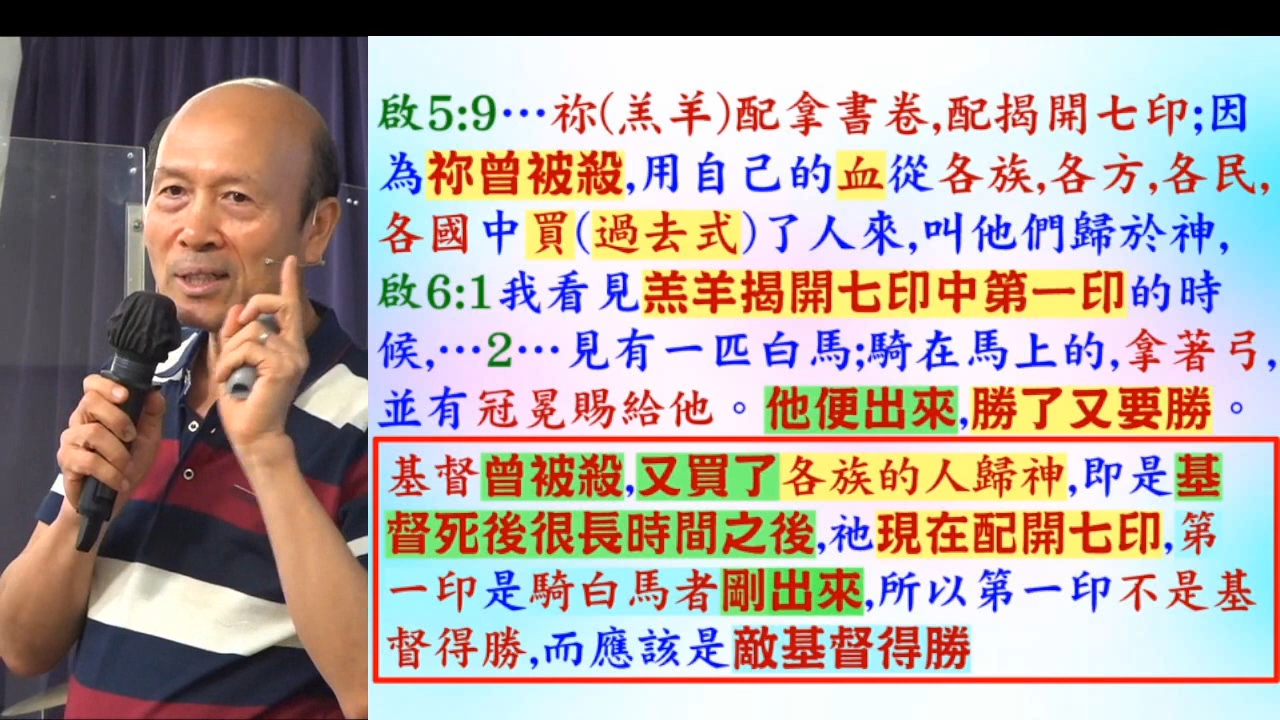 啟5:9…祢(羔羊)配拿書卷,配揭開七印;因
為祢曾被殺,用自己的血從各族,各方,各民,
各國中買(過去式)了人來,叫他們歸於神,
啟6:1我看見羔羊揭開七印中第一印的時
候,…2…見有一匹白馬;騎在馬上的,拿著弓,
並有冠冕賜給他。他便出來,勝了又要勝。
基督曾被殺,又買了各族的人歸神,即是基
督死後很長時間之後,祂現在配開七印,第
一印是騎白馬者剛出來,所以第一印不是基
督得勝,而應該是敵基督得勝